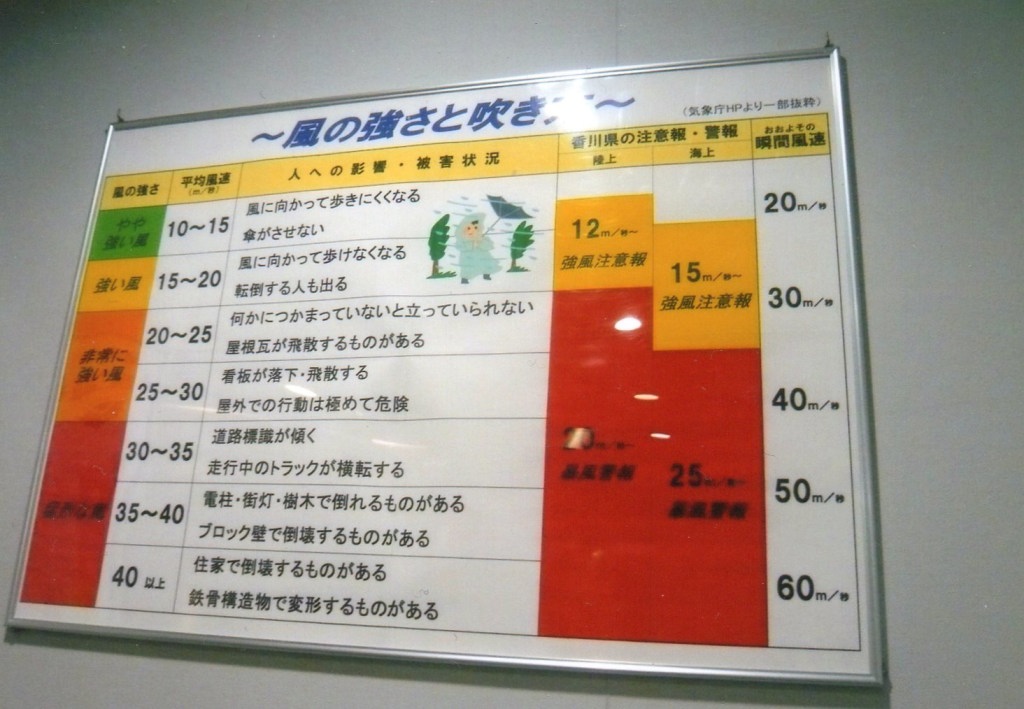 ～風の強さと吹き方～
（気象庁HPより一部抜粋）
風の強さ
平均風速
（m／秒）
人への影響・被害状況
香川県の注意報・警報
陸上
海上
おおよその
瞬間風速
やや
強い風
10～15
風に向かって歩きにくくなる
傘がさせない
強い風
15～20
風に向かって歩けなくなる
転倒する人も出る
非常に
強い風
20～25
何かにつかまっていないと立っていられない
屋根瓦が飛散するものがある
25～30
看板が落下・飛散する
屋外での行動は極めて危険
30～35
道路標識が傾く
走行中のトラックが横転する
35～40
電柱・街灯・樹木で倒れるものがある
ブロック壁で倒壊するものがある
40 以上
住家で倒壊するものがある
鉄骨構造物で変形するものがある
12m／秒～
強風注意報
20m／秒～
暴風警報
15m／秒～
強風注意報
25m／秒～
暴風警報
20m／秒
30m／秒
40m／秒
50m／秒
60m／秒